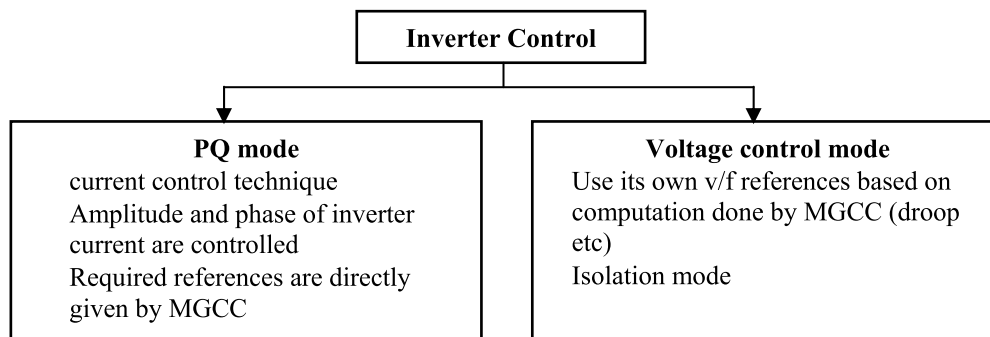 Inverter Control
PQ mode
current control technique
Amplitude and phase of inverter
current are controlled
Required references are directly
given by MGCC
Voltage control mode
Use its own v/f references based on
computation done by MGCC (droop
etc)
Isolation mode